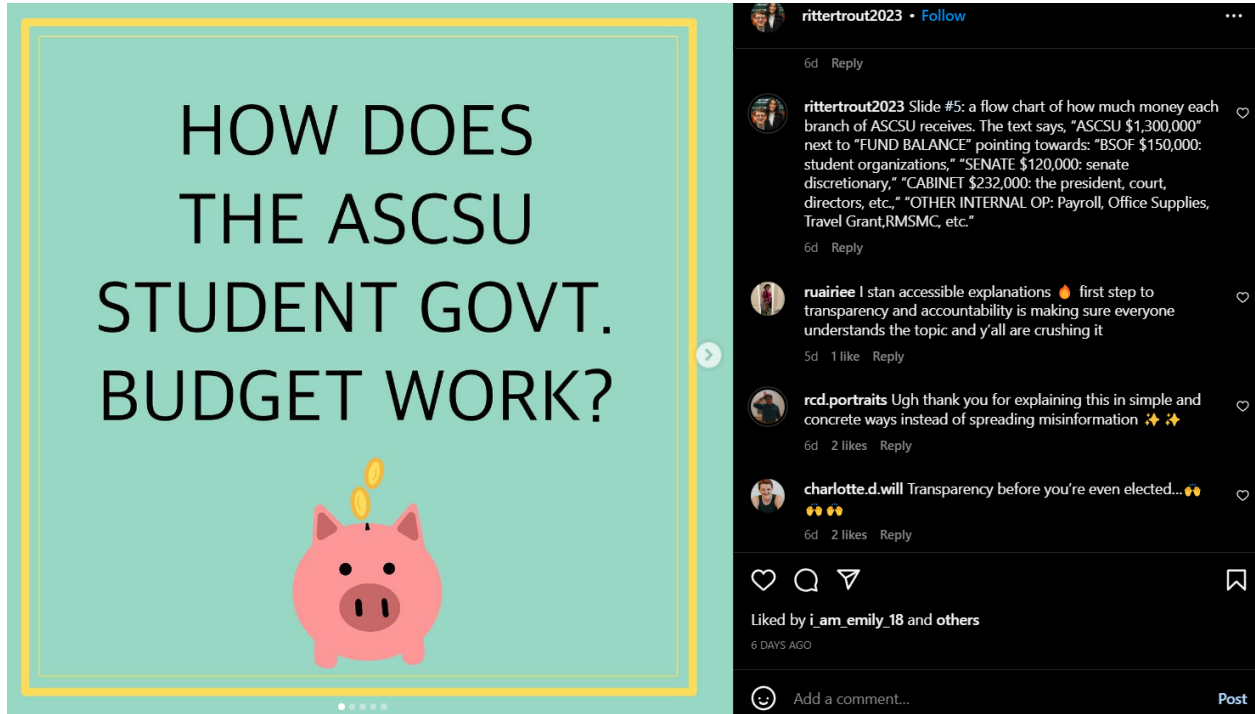 HOW DOES
THE ASCSU
STUDENT GOVT.
BUDGET WORK?
rittertrout2023 • Follow
6d Reply
rittertrout2023 Slide #5: a flow chart of how much money each
branch of ASCSU receives. The text says, “ASCSU $1,300,000”
next to “FUND BALANCE” pointing towards: “BSOF $150,000:
student organizations,” “SENATE $120,000: senate
discretionary,” “CABINET $232,000: the president, court,
directors, etc.,” “OTHER INTERNAL OP: Payroll, Office Supplies,
Travel Grant,RMSMC, etc.”
6d Reply
ruairiee I stan accessible explanations 🔥 first step to
transparency and accountability is making sure everyone
understands the topic and y’all are crushing it
5d 1 like Reply
rcd.portraits Ugh thank you for explaining this in simple and
concrete ways instead of spreading misinformation ✨✨
6d 2 likes Reply
charlotte.d.will Transparency before you’re even elected...🙌
🙌🙌
6d 2 likes Reply
Liked by i_am_emily_18 and others
6 DAYS AGO
Add a comment...
Post